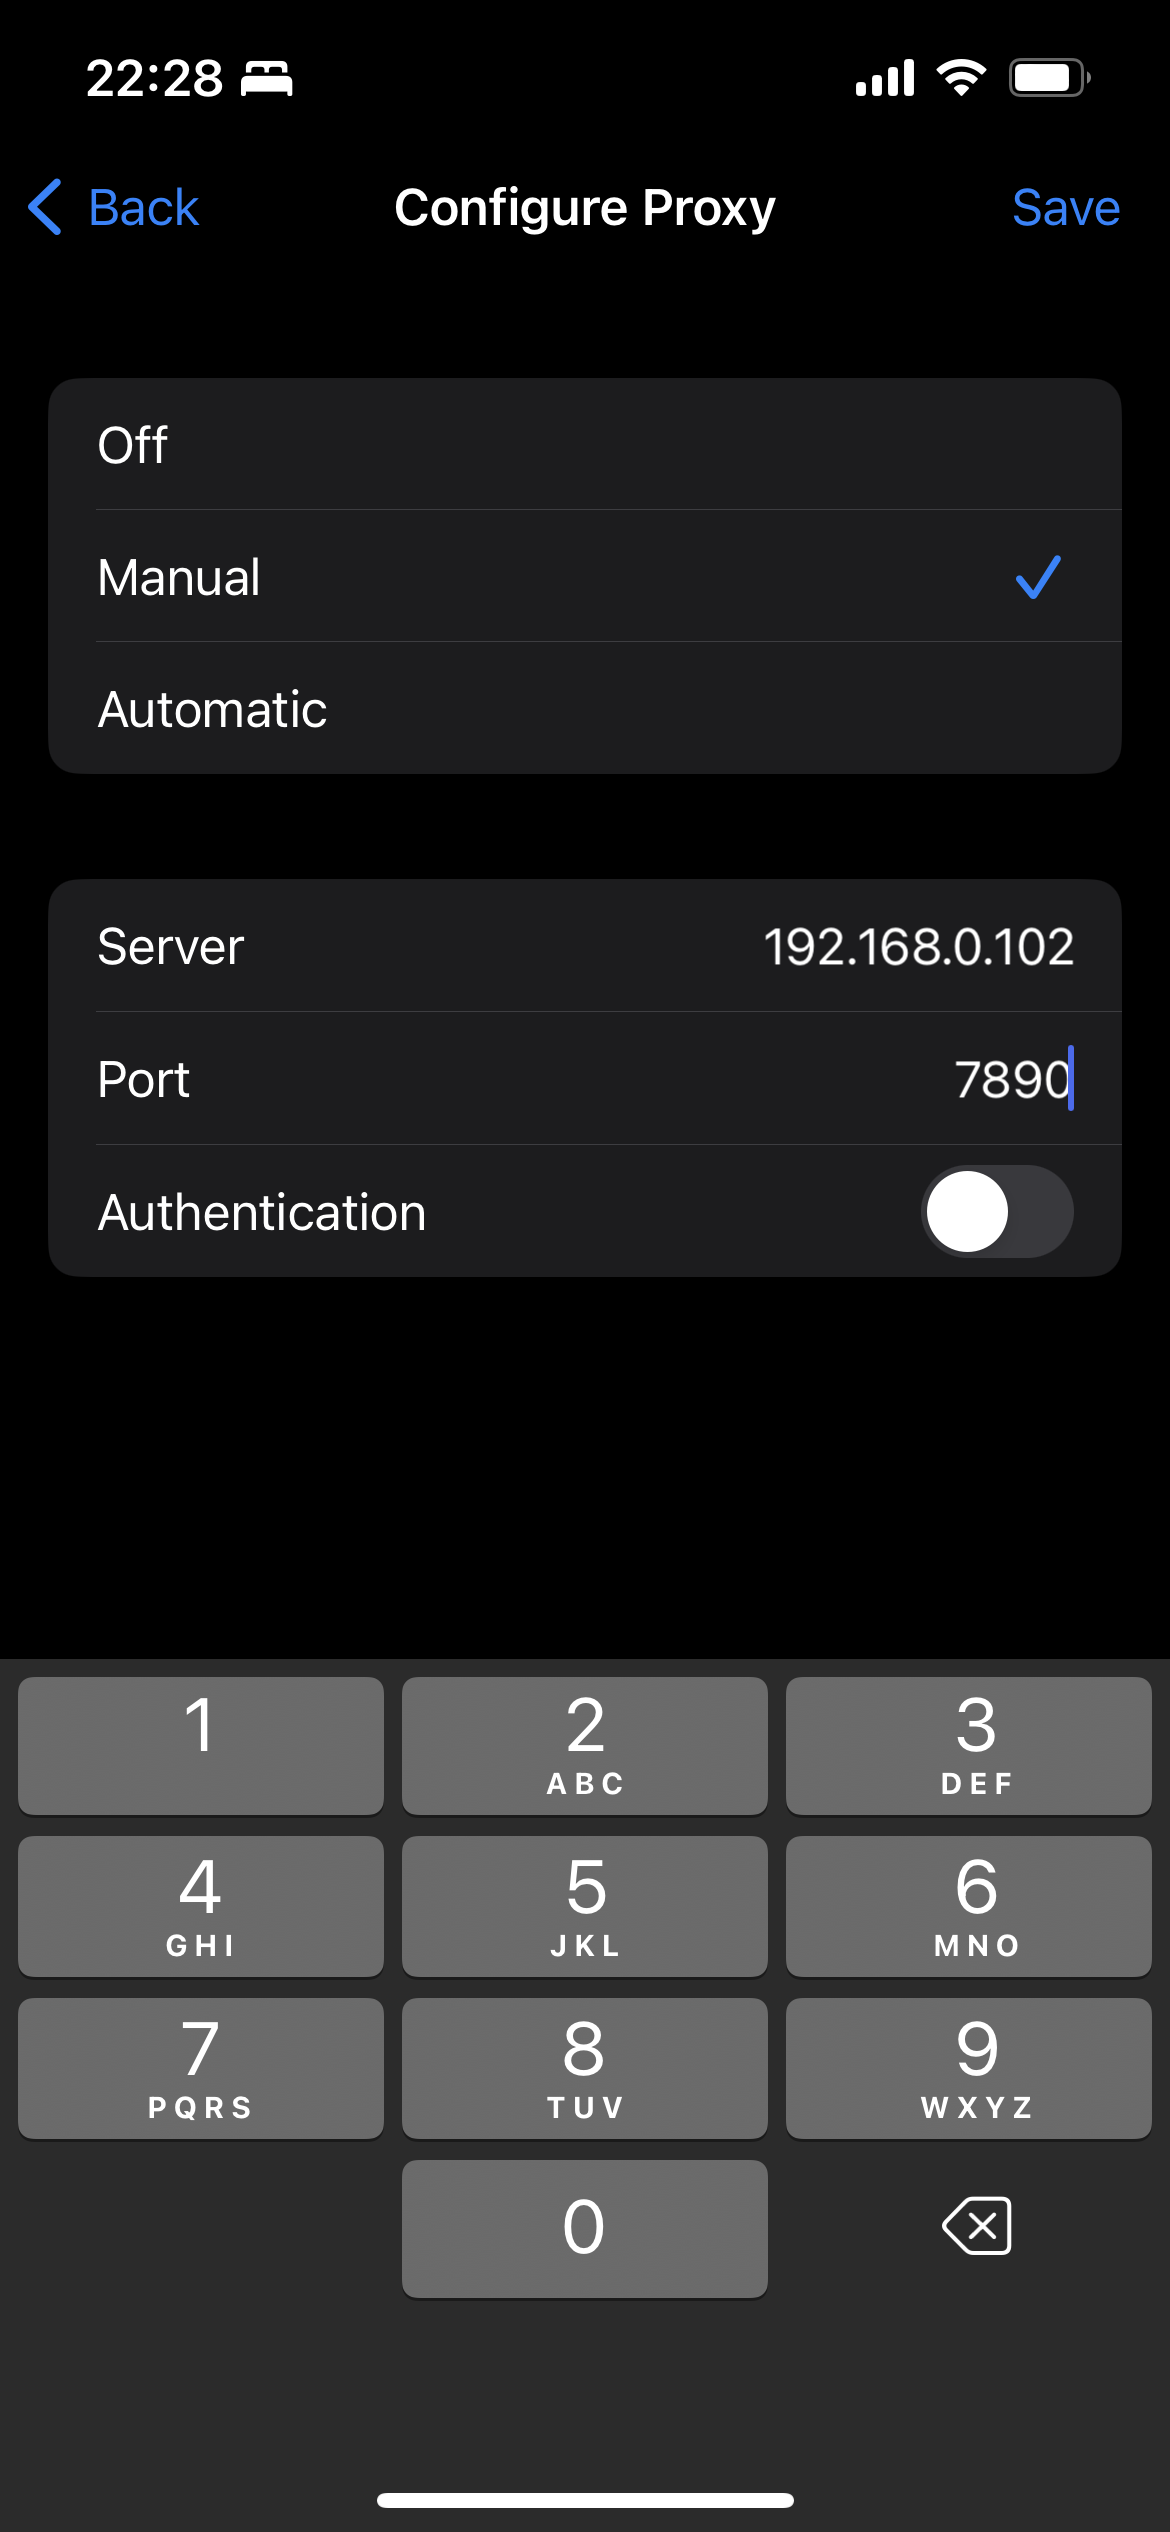 22:28
Back Configure Proxy Save
Off
Manual
Automatic
Server 192.168.0.102
Port 7890
Authentication
1 2 3
ABC DEF
4 5 6
GHI JKL MNO
7 8 9
PQRS TUV WXYZ
0